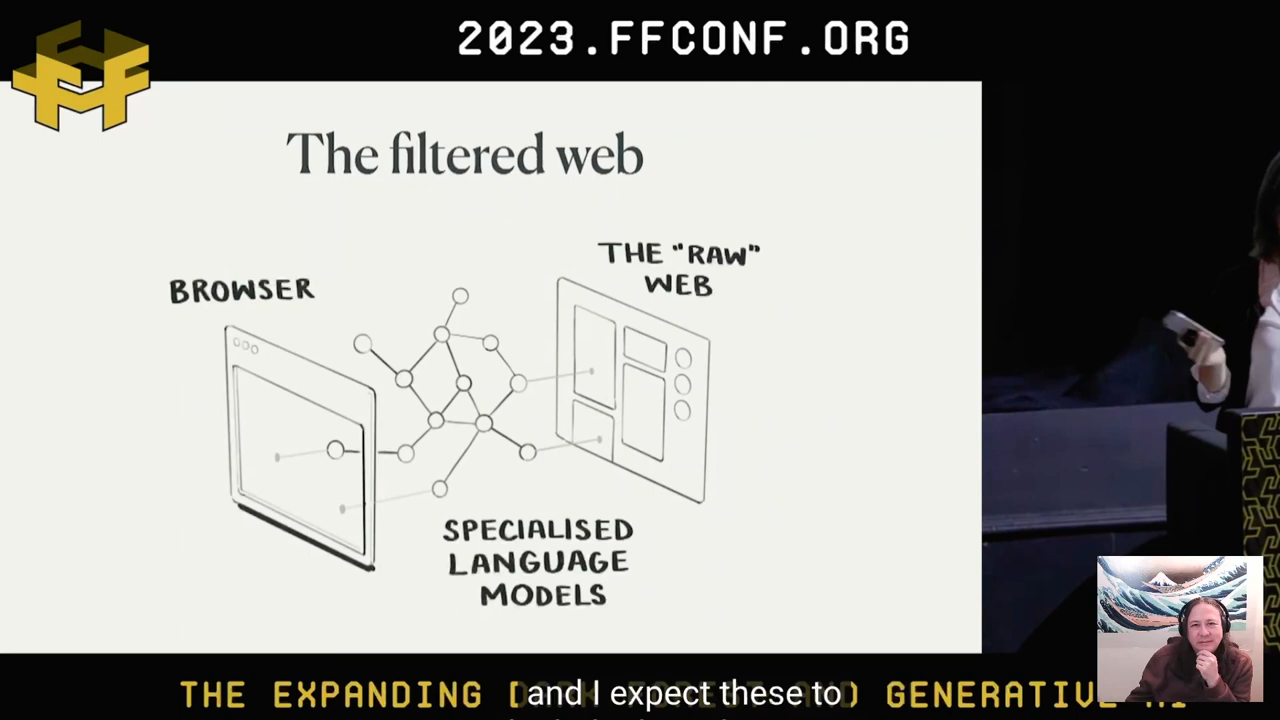 2023.FFCONF.ORG
The filtered web
THE "RAW"
WEB
BROWSER
SPECIALISED
LANGUAGE
MODELS
THE EXPANDING
GENERATIVE AI
and I expect these to